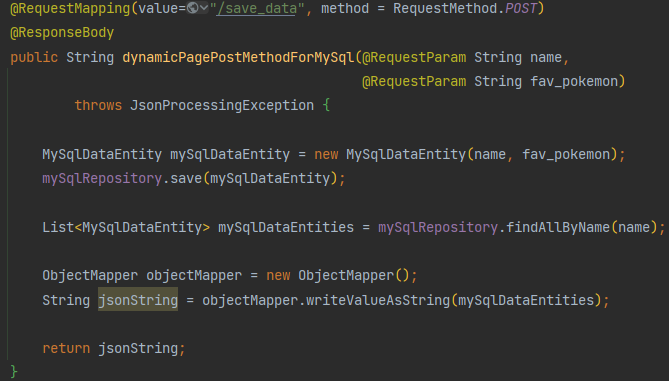 @RequestMapping(value="/save_data", method = RequestMethod.POST)
@ResponseBody
public String dynamicPagePostMethodForMySql(@RequestParam String name,
@RequestParam String fav_pokemon)
throws JsonProcessingException {
MySqlDataEntity mySqlDataEntity = new MySqlDataEntity(name, fav_pokemon);
mySqlRepository.save(mySqlDataEntity);
List<MySqlDataEntity> mySqlDataEntities = mySqlRepository.findAllByName(name);
ObjectMapper objectMapper = new ObjectMapper();
String jsonString = objectMapper.writeValueAsString(mySqlDataEntities);
return jsonString;
}